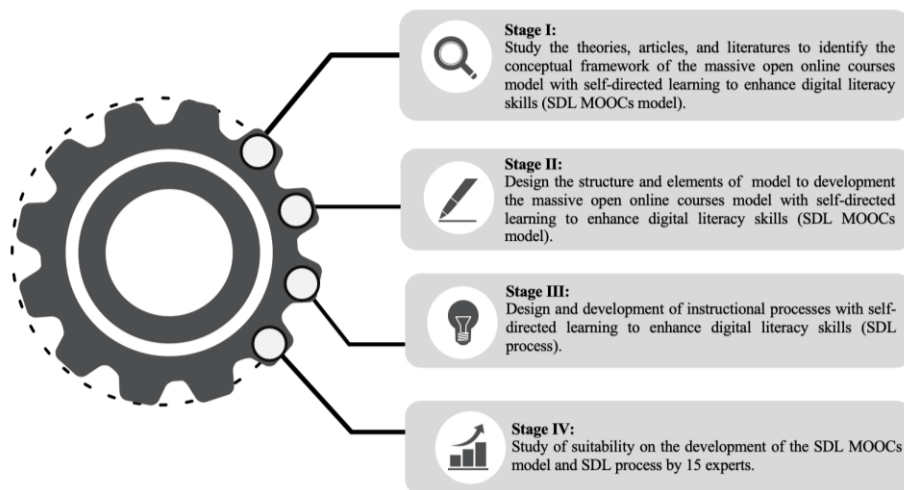 Stage I:
Study the theories, articles, and literatures to identify the
conceptual framework of the massive open online courses
model with self-directed learning to enhance digital literacy
skills (SDL MOOCs model).
Stage II:
Design the structure and elements of model to development
the massive open online courses model with self-directed
learning to enhance digital literacy skills (SDL MOOCs
model).
Stage III:
Design and development of instructional processes with self-
directed learning to enhance digital literacy skills (SDL
process).
Stage IV:
Study of suitability on the development of the SDL MOOCs
model and SDL process by 15 experts.